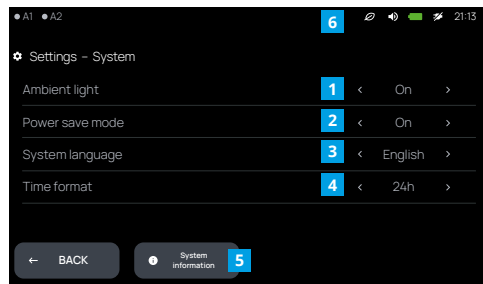 A1 A2 6 21:13
Settings – System
Ambient light 1 < On >
Power save mode 2 < On >
System language 3 < English >
Time format 4 < 24h >
← BACK System information 5